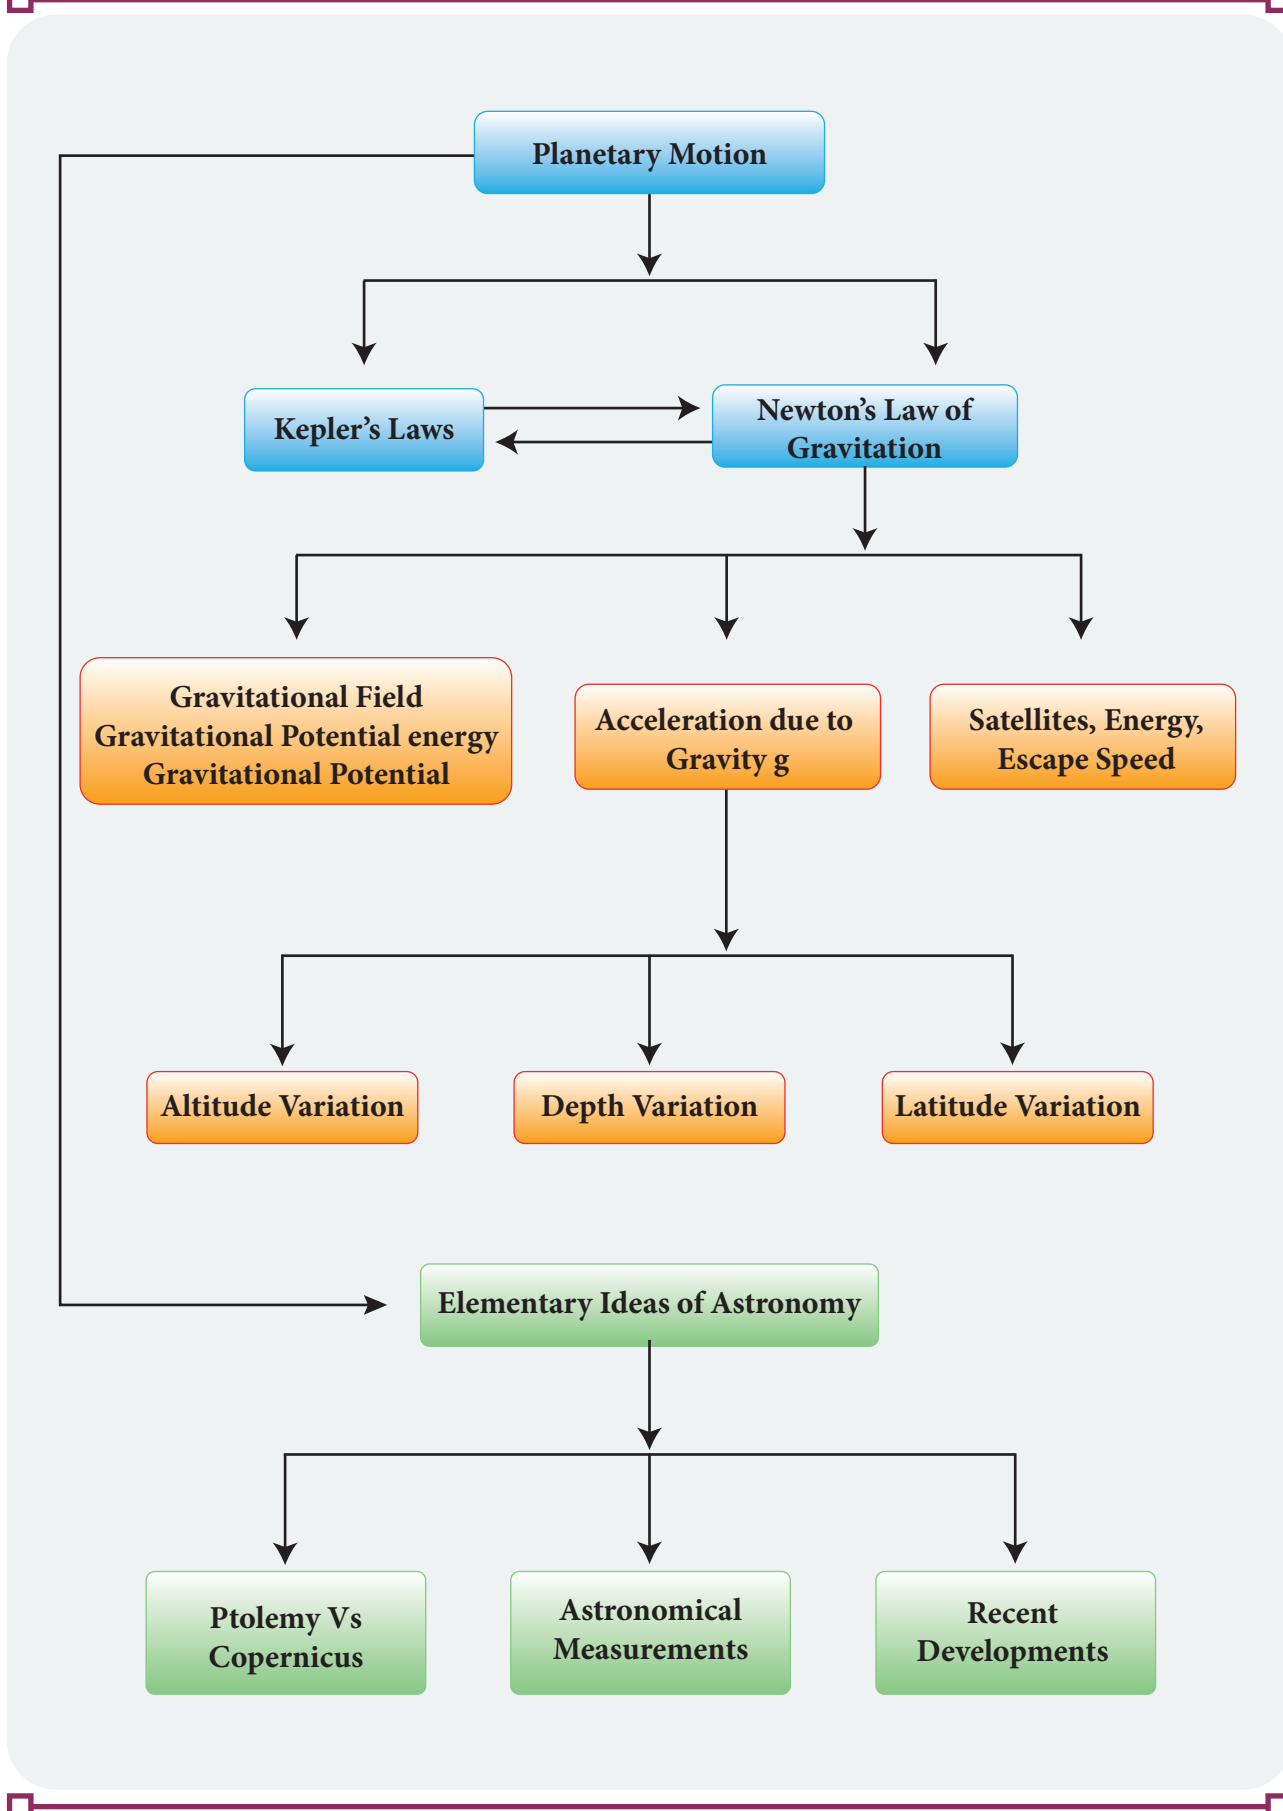 Planetary Motion
Kepler’s Laws
Newton’s Law of
Gravitation
Gravitational Field
Gravitational Potential energy
Gravitational Potential
Acceleration due to
Gravity g
Satellites, Energy,
Escape Speed
Altitude Variation
Depth Variation
Latitude Variation
Elementary Ideas of Astronomy
Ptolemy Vs
Copernicus
Astronomical
Measurements
Recent
Developments